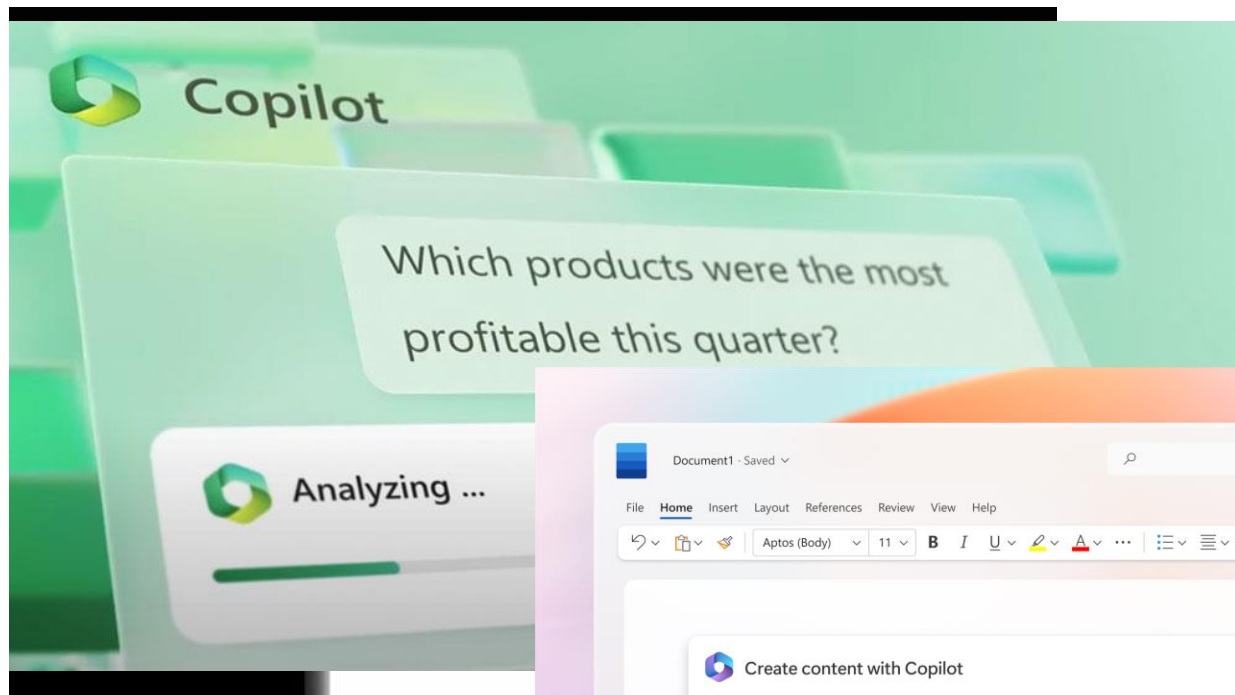 Copilot
Which products were the most
profitable this quarter?
Analyzing ...
Document1 · Saved
File Home Insert Layout References Review View Help
Aptos (Body) 11 B I U A ...
Create content with Copilot